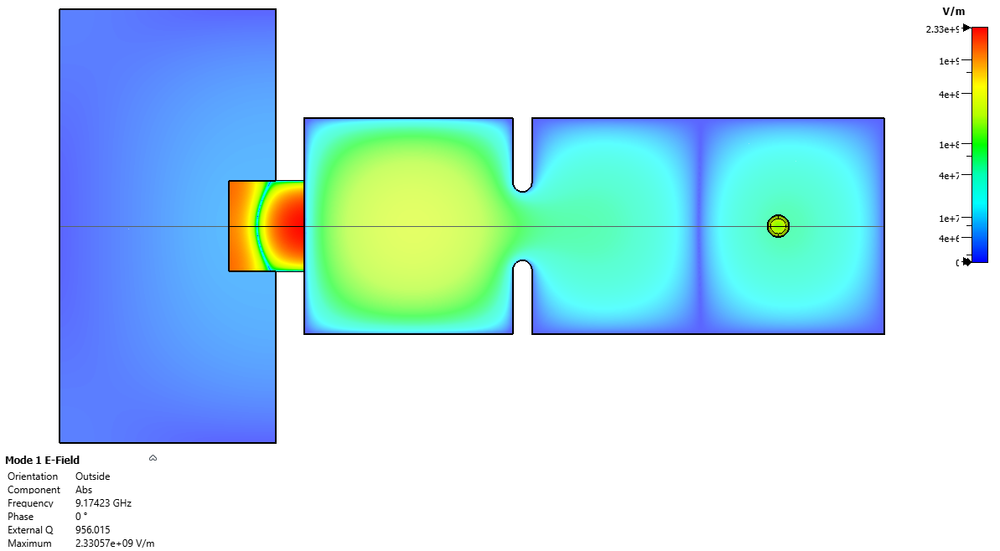 V/m
2.33e+9
1e+9
4e+8
1e+8
4e+7
1e+7
4e+6
0
Mode 1 E-Field
Orientation Outside
Component Abs
Frequency 9.17423 GHz
Phase 0 °
External Q 956.015
Maximum 2.33057e+09 V/m